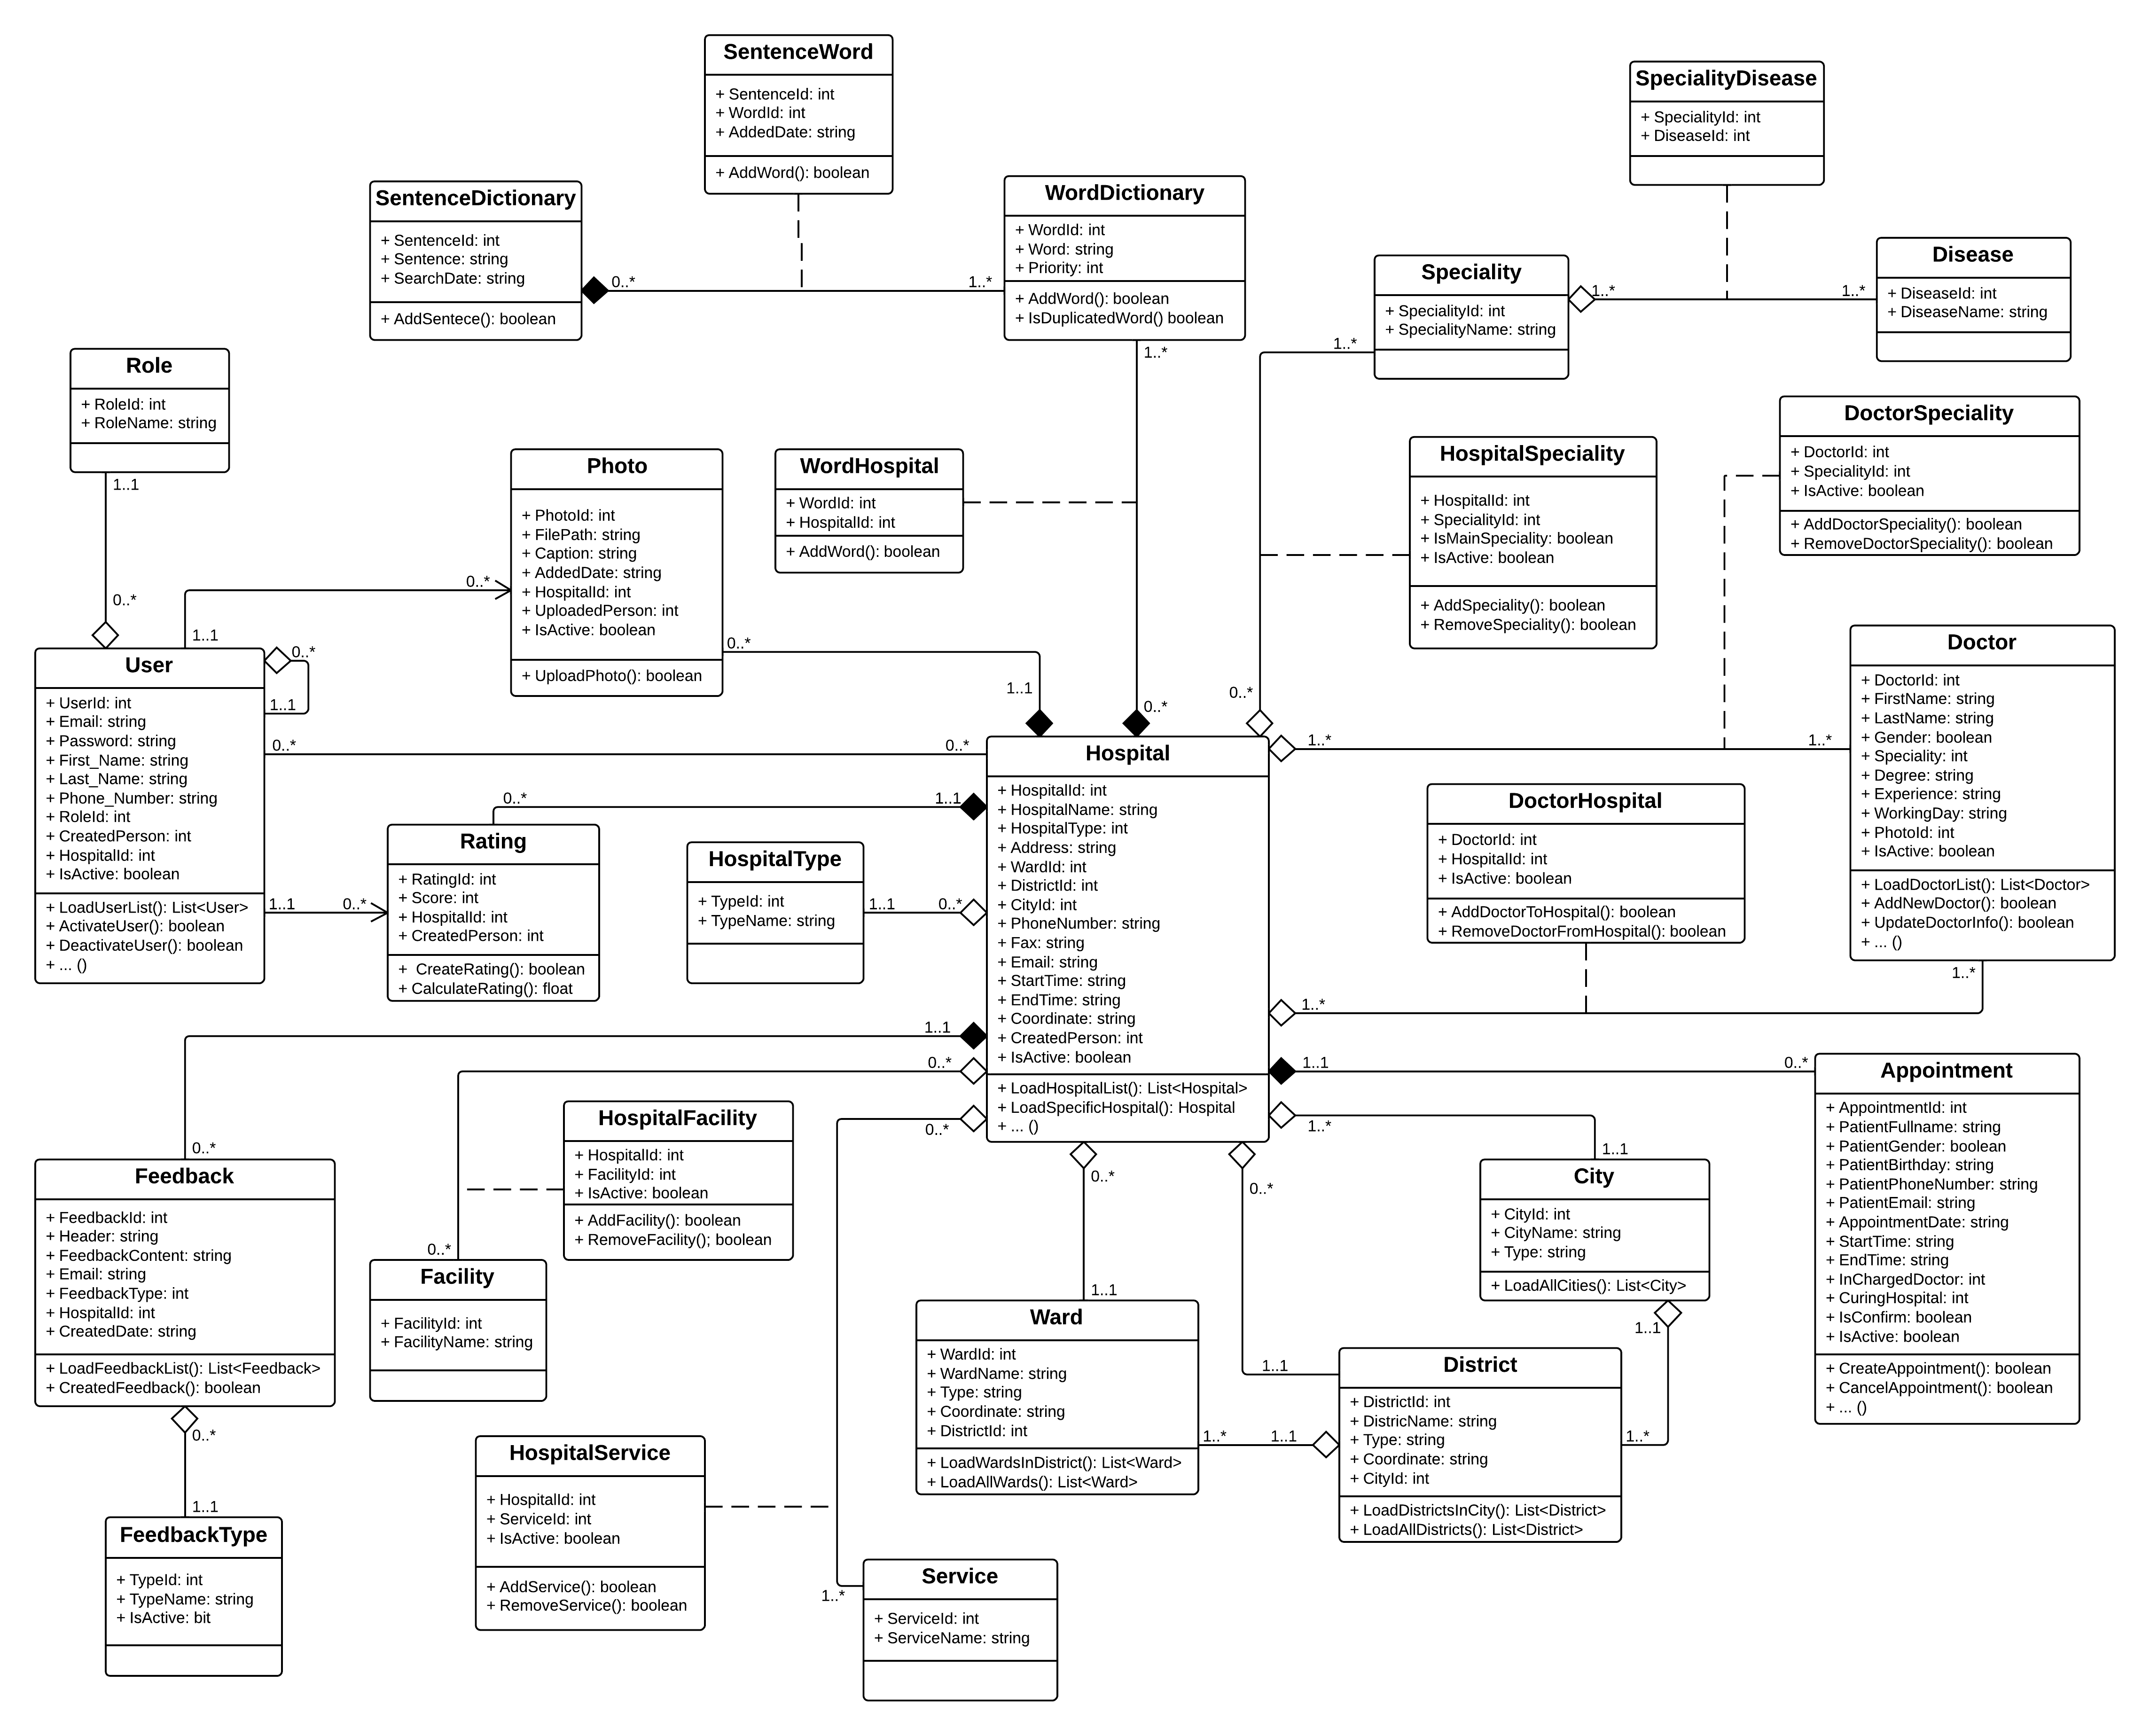 SentenceWord
+ SentenceId: int
+ WordId: int
+ AddedDate: string
+ AddWord(): boolean
SpecialityDisease
+ SpecialityId: int
+ DiseaseId: int
SentenceDictionary
+ SentenceId: int
+ Sentence: string
+ SearchDate: string
+ AddSentece(): boolean
0..*
1..*
WordDictionary
+ WordId: int
+ Word: string
+ Priority: int
+ AddWord(): boolean
+ IsDuplicatedWord() boolean
1..*
Speciality
+ SpecialityId: int
+ SpecialityName: string
1..*
1..*
1..*
Disease
+ DiseaseId: int
+ DiseaseName: string
Role
+ RoleId: int
+ RoleName: string
1..1
0..*
Photo
+ PhotoId: int
+ FilePath: string
+ Caption: string
+ AddedDate: string
+ HospitalId: int
+ UploadedPerson: int
+ IsActive: boolean
+ UploadPhoto(): boolean
0..*
1..1
0..*
1..1
WordHospital
+ WordId: int
+ HospitalId: int
+ AddWord(): boolean
0..*
HospitalSpeciality
+ HospitalId: int
+ SpecialityId: int
+ IsMainSpeciality: boolean
+ IsActive: boolean
+ AddSpeciality(): boolean
+ RemoveSpeciality(): boolean
0..*
DoctorSpeciality
+ DoctorId: int
+ SpecialityId: int
+ IsActive: boolean
+ AddDoctorSpeciality(): boolean
+ RemoveDoctorSpeciality(): boolean
User
+ UserId: int
+ Email: string
+ Password: string
+ First_Name: string
+ Last_Name: string
+ Phone_Number: string
+ RoleId: int
+ CreatedPerson: int
+ HospitalId: int
+ IsActive: boolean
+ LoadUserList(): List<User>
+ ActivateUser(): boolean
+ DeactivateUser(): boolean
+ ... ()
0..*
1..1
0..*
0..*
1..1
0..*
Rating
+ RatingId: int
+ Score: int
+ HospitalId: int
+ CreatedPerson: int
+  CreateRating(): boolean
+ CalculateRating(): float
0..*
1..1
HospitalType
+ TypeId: int
+ TypeName: string
1..1
0..*
Hospital
+ HospitalId: int
+ HospitalName: string
+ HospitalType: int
+ Address: string
+ WardId: int
+ DistrictId: int
+ CityId: int
+ PhoneNumber: string
+ Fax: string
+ Email: string
+ StartTime: string
+ EndTime: string
+ Coordinate: string
+ CreatedPerson: int
+ IsActive: boolean
+ LoadHospitalList(): List<Hospital>
+ LoadSpecificHospital(): Hospital
+ ... ()
1..*
1..*
DoctorHospital
+ DoctorId: int
+ HospitalId: int
+ IsActive: boolean
+ AddDoctorToHospital(): boolean
+ RemoveDoctorFromHospital(): boolean
1..*
1..*
Doctor
+ DoctorId: int
+ FirstName: string
+ LastName: string
+ Gender: boolean
+ Speciality: int
+ Degree: string
+ Experience: string
+ WorkingDay: string
+ PhotoId: int
+ IsActive: boolean
+ LoadDoctorList(): List<Doctor>
+ AddNewDoctor(): boolean
+ UpdateDoctorInfo(): boolean
+ ... ()
1..1
0..*
0..*
0..*
0..*
1..*
Feedback
+ FeedbackId: int
+ Header: string
+ FeedbackContent: string
+ Email: string
+ FeedbackType: int
+ HospitalId: int
+ CreatedDate: string
+ LoadFeedbackList(): List<Feedback>
+ CreatedFeedback(): boolean
0..*
1..1
FeedbackType
+ TypeId: int
+ TypeName: string
+ IsActive: bit
HospitalFacility
+ HospitalId: int
+ FacilityId: int
+ IsActive: boolean
+ AddFacility(): boolean
+ RemoveFacility(); boolean
Facility
+ FacilityId: int
+ FacilityName: string
HospitalService
+ HospitalId: int
+ ServiceId: int
+ IsActive: boolean
+ AddService(): boolean
+ RemoveService(): boolean
Service
+ ServiceId: int
+ ServiceName: string
0..*
1..1
Ward
+ WardId: int
+ WardName: string
+ Type: string
+ Coordinate: string
+ DistrictId: int
+ LoadWardsInDistrict(): List<Ward>
+ LoadAllWards(): List<Ward>
1..*
1..1
0..*
1..1
District
+ DistrictId: int
+ DistricName: string
+ Type: string
+ Coordinate: string
+ CityId: int
+ LoadDistrictsInCity(): List<District>
+ LoadAllDistricts(): List<District>
1..*
1..1
1..*
1..1
City
+ CityId: int
+ CityName: string
+ Type: string
+ LoadAllCities(): List<City>
1..1
0..*
Appointment
+ AppointmentId: int
+ PatientFullname: string
+ PatientGender: boolean
+ PatientBirthday: string
+ PatientPhoneNumber: string
+ PatientEmail: string
+ AppointmentDate: string
+ StartTime: string
+ EndTime: string
+ InChargedDoctor: int
+ CuringHospital: int
+ IsConfirm: boolean
+ IsActive: boolean
+ CreateAppointment(): boolean
+ CancelAppointment(): boolean
+ ... ()